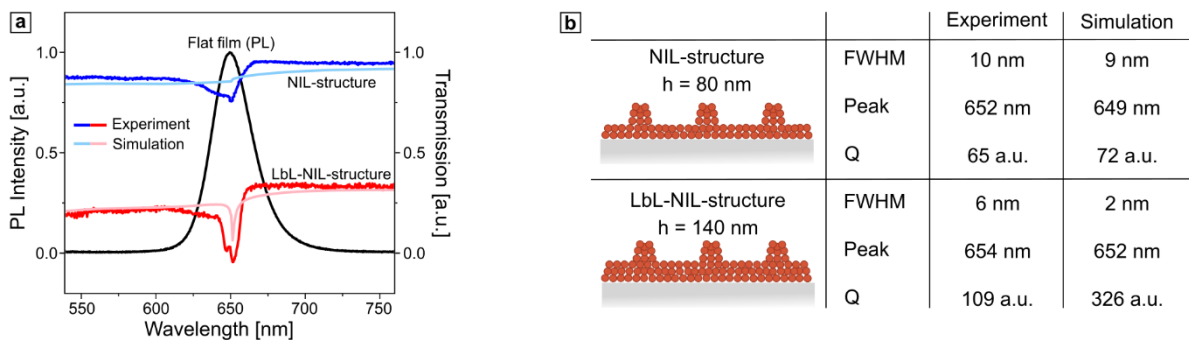 a
PL Intensity [a.u.]
1.0
0.5
0.0
Flat film (PL)
NIL-structure
Experiment
Simulation
LbL-NIL-structure
1.0
0.5
0.0
Transmission [a.u.]
550 600 650 700 750
Wavelength [nm]
b
Experiment Simulation
NIL-structure
h = 80 nm
FWHM 10 nm 9 nm
Peak 652 nm 649 nm
Q 65 a.u. 72 a.u.
LbL-NIL-structure
h = 140 nm
FWHM 6 nm 2 nm
Peak 654 nm 652 nm
Q 109 a.u. 326 a.u.